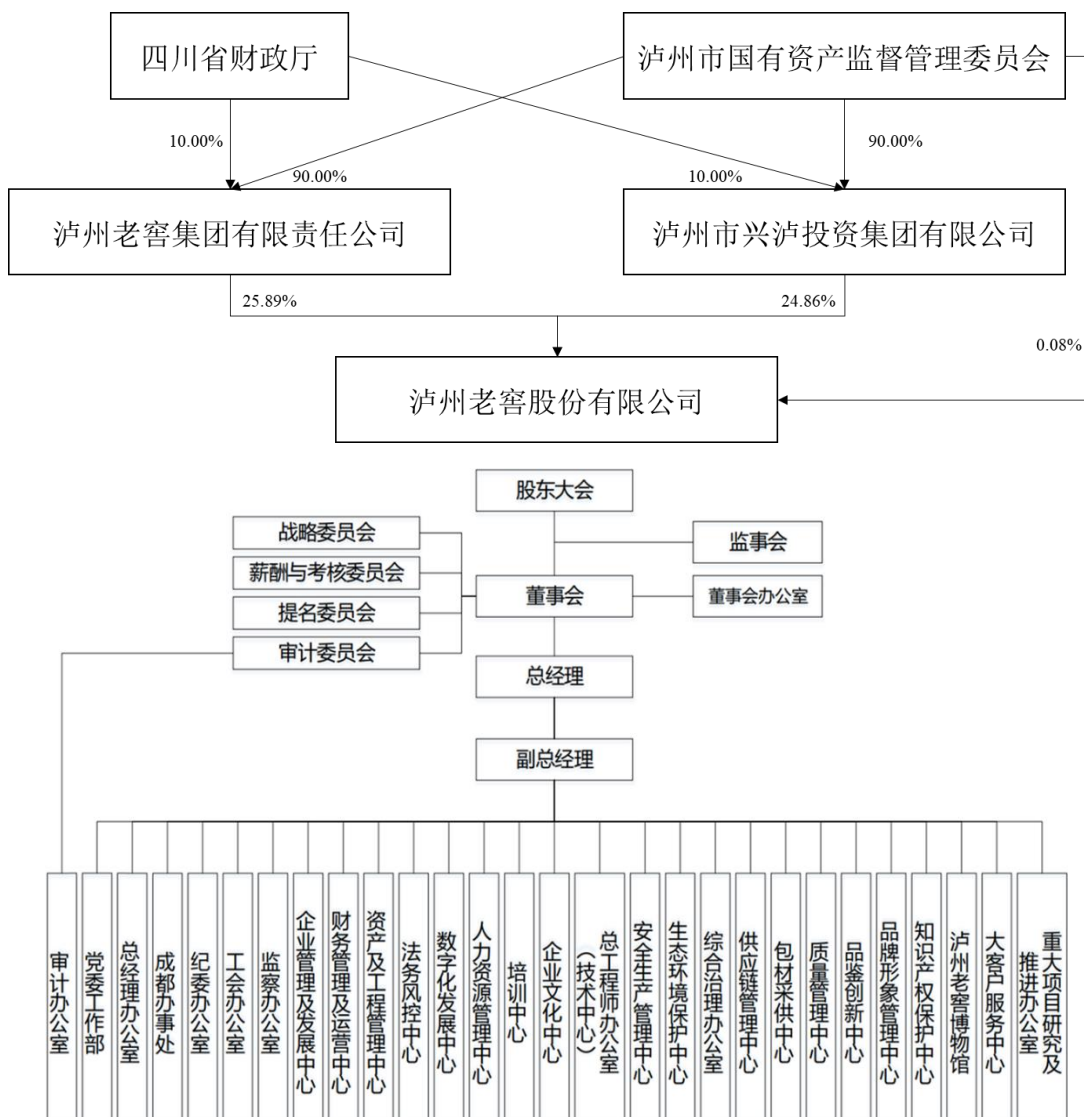 四川省财政厅
泸州市国有资产监督管理委员会
10.00%
90.00%
90.00%
10.00%
泸州老窖集团有限责任公司
泸州市兴泸投资集团有限公司
25.89%
24.86%
0.08%
泸州老窖股份有限公司
股东大会
战略委员会
监事会
薪酬与考核委员会
董事会
董事会办公室
提名委员会
审计委员会
总经理
副总经理
审计办公室
党委工作部
总经理办公室
成都办事处
纪委办公室
工会办公室
监察办公室
企业管理及发展中心
财务管理及运营中心
资产及工程管理中心
法务风控中心
数字化发展中心
人力资源管理中心
培训中心
企业文化中心
总工程师办公室
（技术中心）
安全生产管理中心
生态环境保护中心
综合治理办公室
供应链管理中心
包材采供中心
质量管理中心
品鉴创新中心
品牌形象管理中心
知识产权保护中心
泸州老窖博物馆
大客户服务中心
重大项目研究及
推进办公室